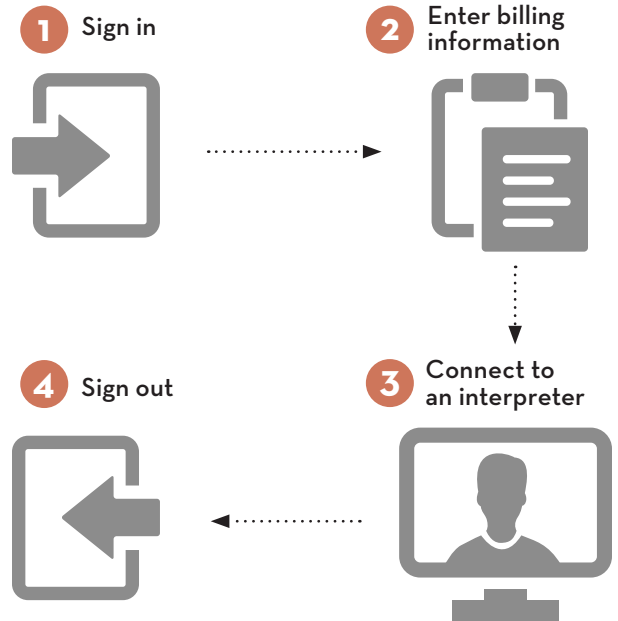 1 Sign in
2 Enter billing
information
3 Connect to
an interpreter
4 Sign out